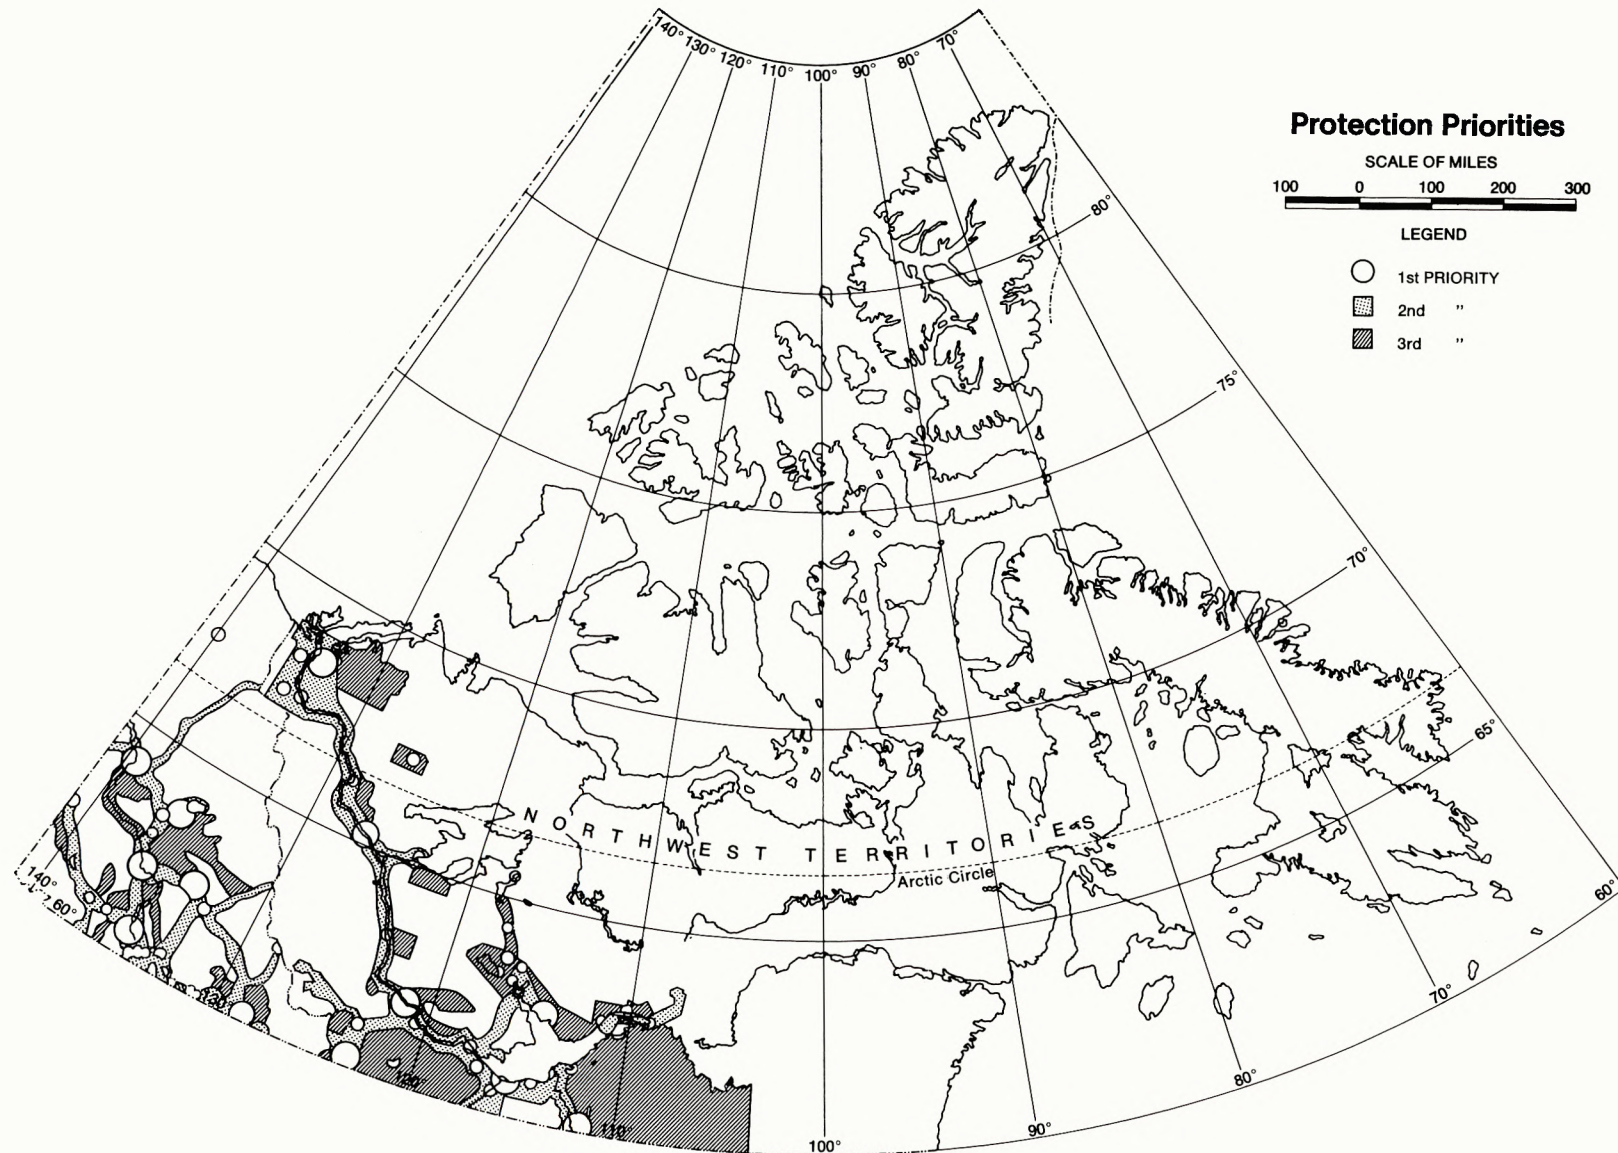 140° 130° 120° 110° 100° 90° 80° 70°
Protection Priorities
SCALE OF MILES
100 0 100 200 300
LEGEND
1st PRIORITY
2nd "
3rd "
80°
75°
70°
65°
60°
NORTHWEST TERRITORIES
Arctic Circle
140°
60°
130°
120°
110°
100°
90°
80°
70°